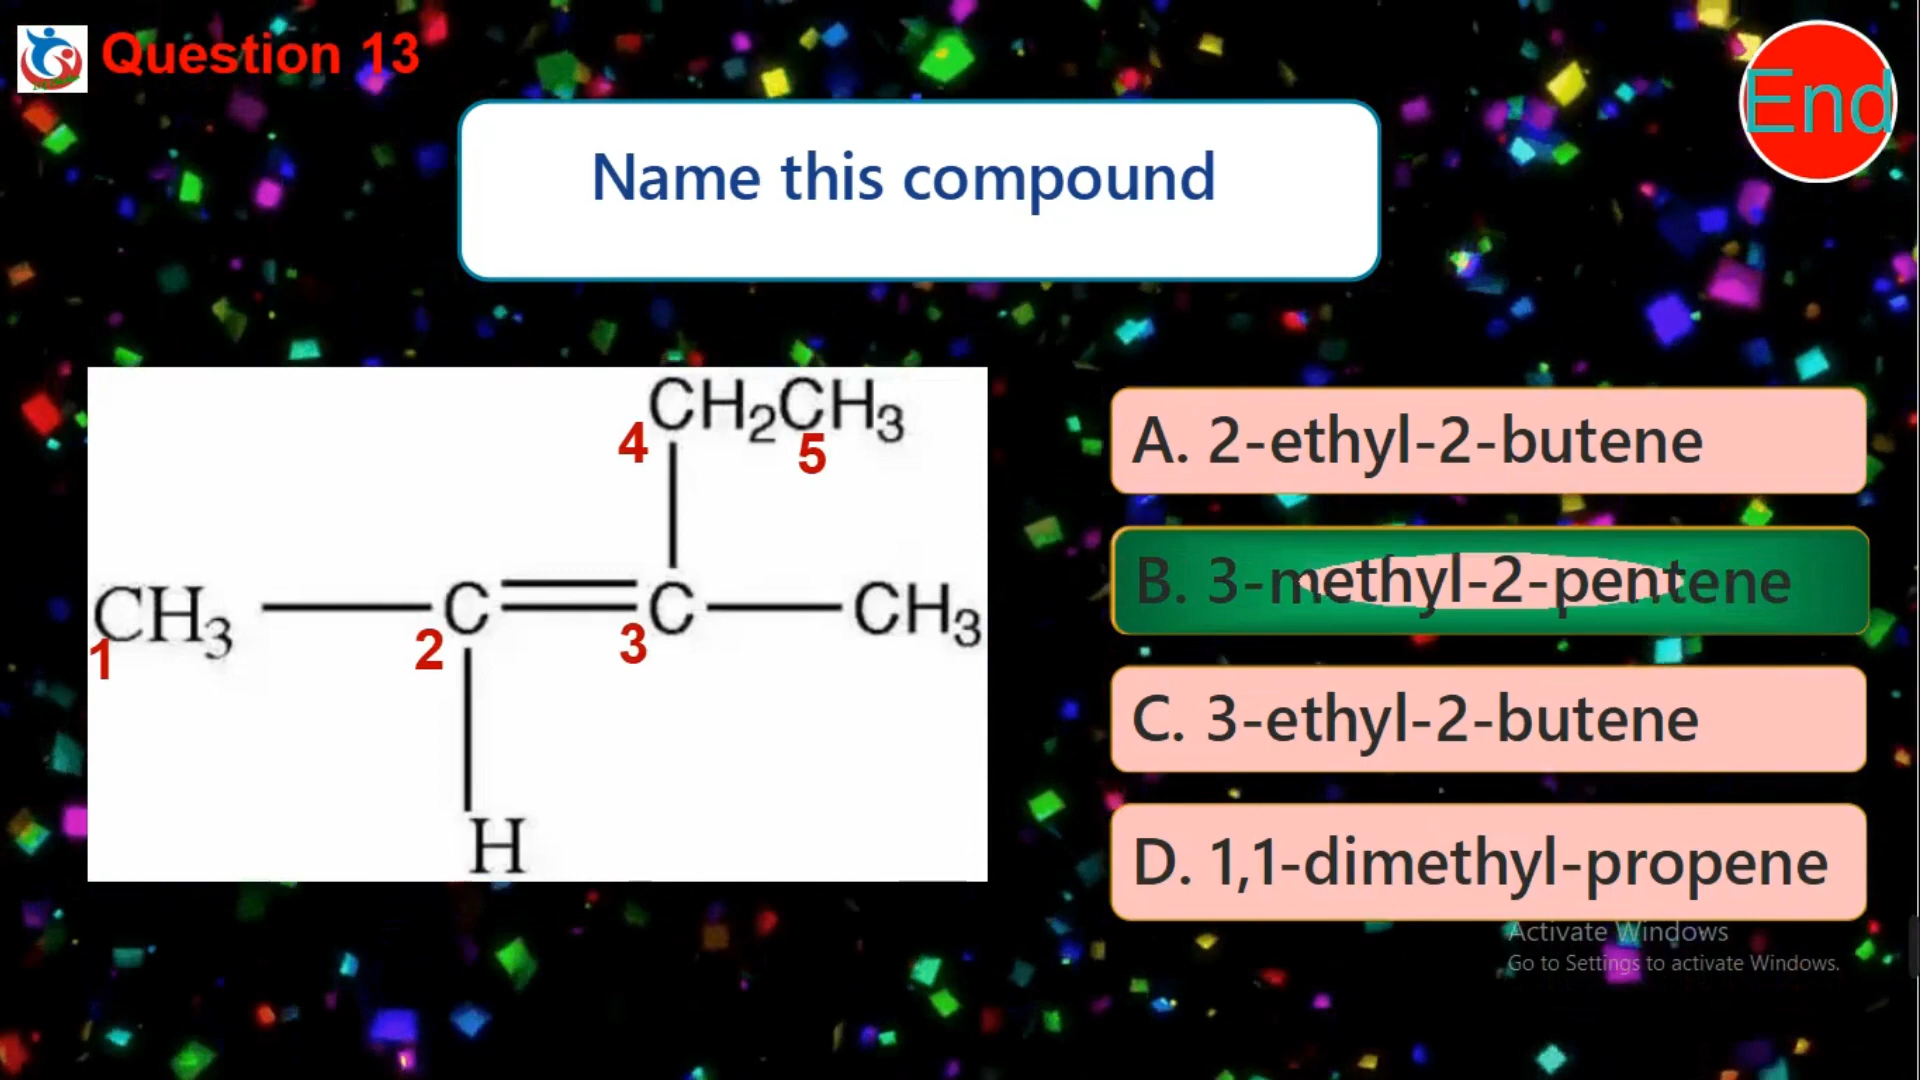 Question 13
End
Name this compound
CH2CH3
4
5
CH3
C
C
CH3
1
2
3
H
A. 2-ethyl-2-butene
B. 3-methyl-2-pentene
C. 3-ethyl-2-butene
D. 1,1-dimethyl-propene
Activate Windows
Go to Settings to activate Windows.